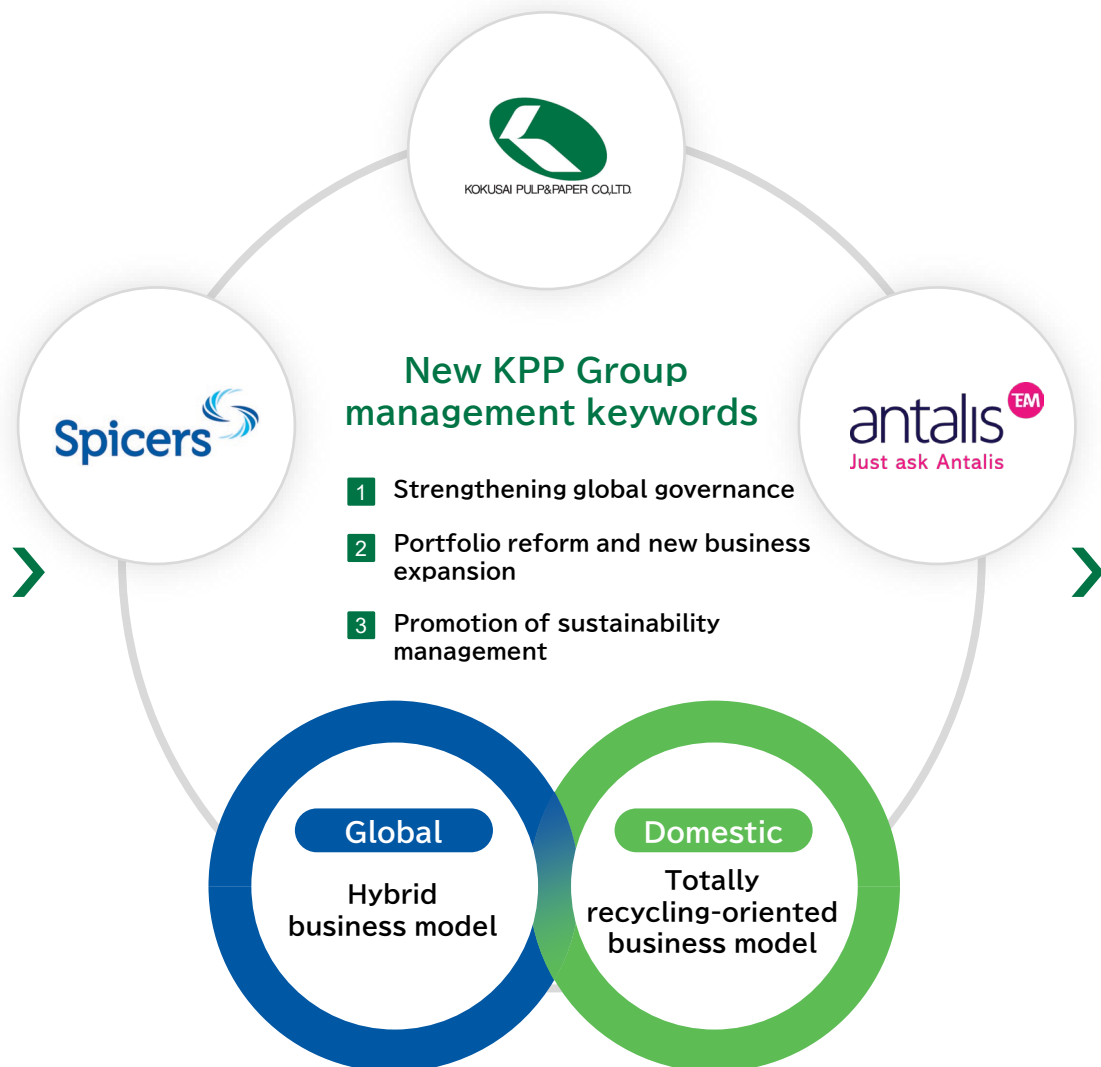 KOKUSAI PULP&PAPER CO,LTD.
Spicers
antalis TM
Just ask Antalis
New KPP Group
management keywords
1 Strengthening global governance
2 Portfolio reform and new business
expansion
3 Promotion of sustainability
management
Global
Hybrid
business model
Domestic
Totally
recycling-oriented
business model